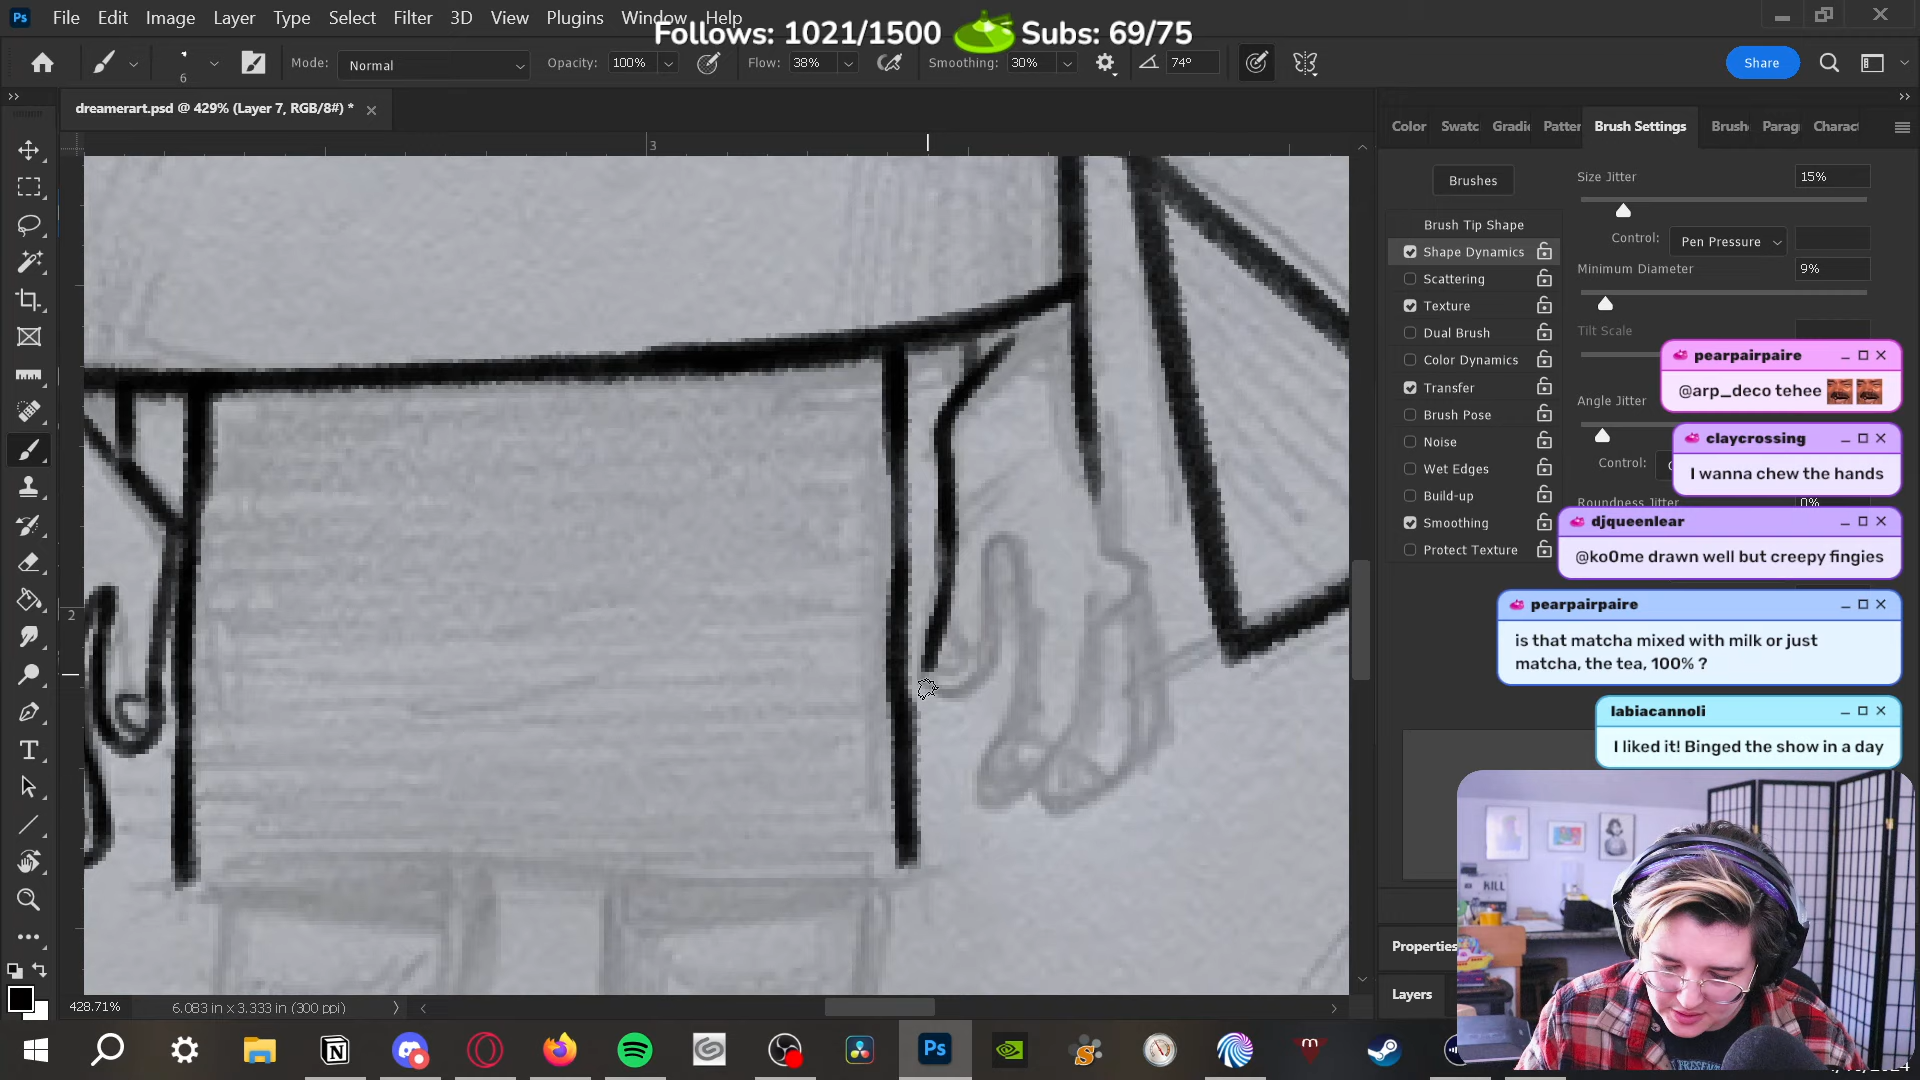 File Edit Image Layer Type Select Filter 3D View Plugins Window Help
Follows: 1021/1500 Subs: 69/75
6 Mode: Normal Opacity: 100% Flow: 38% Smoothing: 30% 74° Share
dreamerart.psd @ 429% (Layer 7, RGB/8#) *
Color Swatc Gradi Patter Brush Settings Brush Parag Charac
3
Brushes
Size Jitter 15%
Brush Tip Shape
Control: Pen Pressure
Shape Dynamics
Minimum Diameter 9%
Scattering
Texture
Tilt Scale
Dual Brush
pearpairpaire
Color Dynamics
Transfer
@arp_deco tehee
Angle Jitter
Brush Pose
claycrossing
Noise
Control:
Wet Edges
I wanna chew the hands
Build-up
Roundness Jitter 0%
Smoothing
djqueenlear
Protect Texture
@ko0me drawn well but creepy fingies
pearpairpaire
2
is that matcha mixed with milk or just
matcha, the tea, 100% ?
labiacannoli
I liked it! Binged the show in a day
KILL
Properties
Layers
428.71% 6.083 in x 3.333 in (300 ppi)